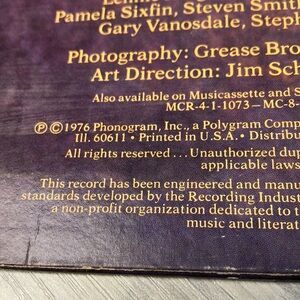 Pamela Sixfin, Steven Smith
Gary Vanosdale, Steph
Photography: Grease Bro
Art Direction: Jim Sch
Also available on Musicassette and S
MCR-4-1-1073—MC-8-
℗©1976 Phonogram, Inc., a Polygram Comp
Ill. 60611 • Printed in U.S.A. • Distribut
All rights reserved ... Unauthorized dup
applicable laws
This record has been engineered and manuf
standards developed by the Recording Industr
a non-profit organization dedicated to t
music and literat